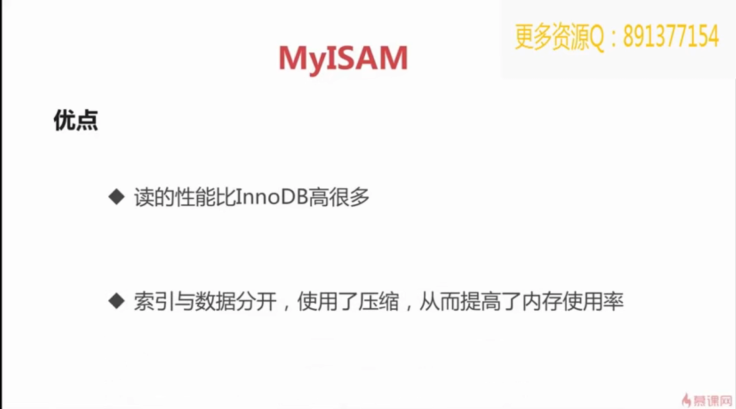 更多资源Q：891377154
MyISAM
优点
◆ 读的性能比InnoDB高很多
◆ 索引与数据分开，使用了压缩，从而提高了内存使用率
慕课网